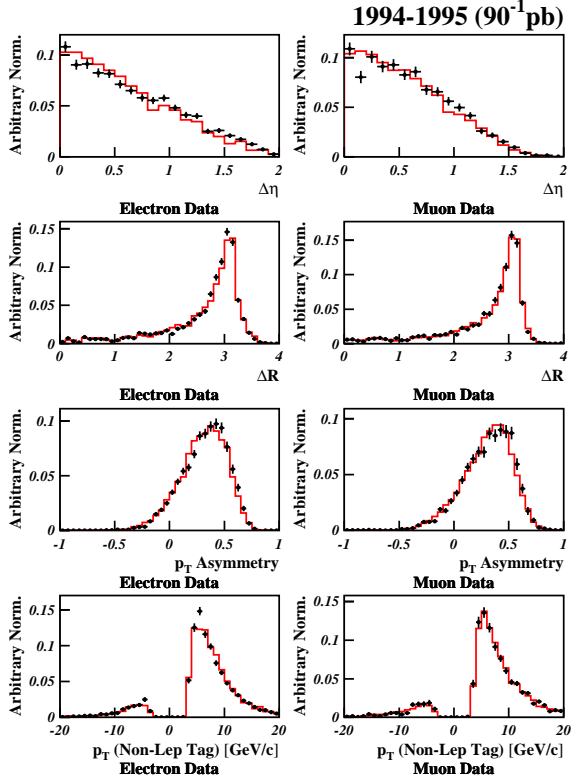 1994-1995 (90⁻¹pb)
Arbitrary Norm.
0.1
0.05
0
0 0.5 1 1.5 2
Δη
Electron Data
Arbitrary Norm.
0.1
0.05
0
0 0.5 1 1.5 2
Δη
Muon Data
Arbitrary Norm.
0.1
0.05
0
0 1 2 3 4
ΔR
Electron Data
Arbitrary Norm.
0.15
0.1
0.05
0
0 1 2 3 4
ΔR
Muon Data
Arbitrary Norm.
0.1
0.05
0
-1 -0.5 0 0.5 1
p_T Asymmetry
Electron Data
Arbitrary Norm.
0.1
0.05
0
-1 -0.5 0 0.5 1
p_T Asymmetry
Muon Data
Arbitrary Norm.
0.15
0.1
0.05
0
-20 -10 0 10 20
p_T (Non-Lep Tag) [GeV/c]
Electron Data
Arbitrary Norm.
0.15
0.1
0.05
0
-20 -10 0 10 20
p_T (Non-Lep Tag) [GeV/c]
Muon Data